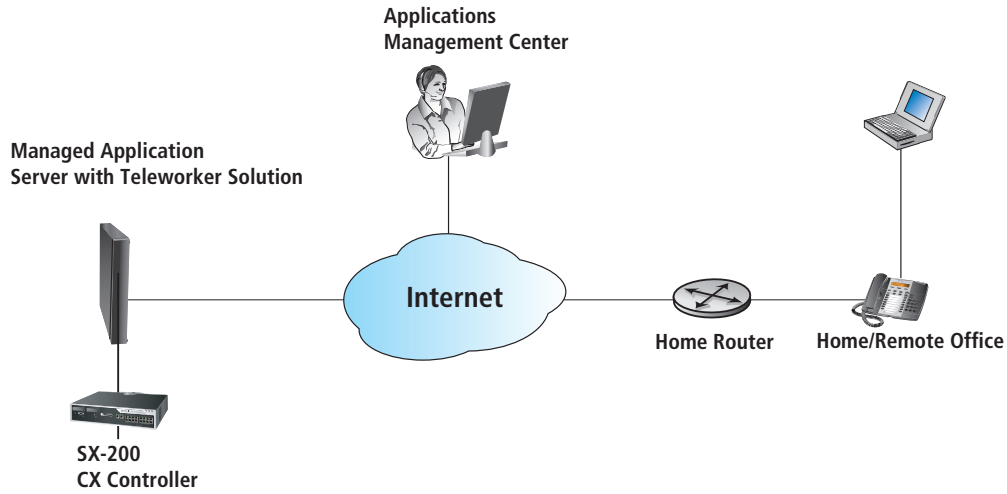 Applications
Management Center
Managed Application
Server with Teleworker Solution
Internet
Home Router
Home/Remote Office
SX-200
CX Controller